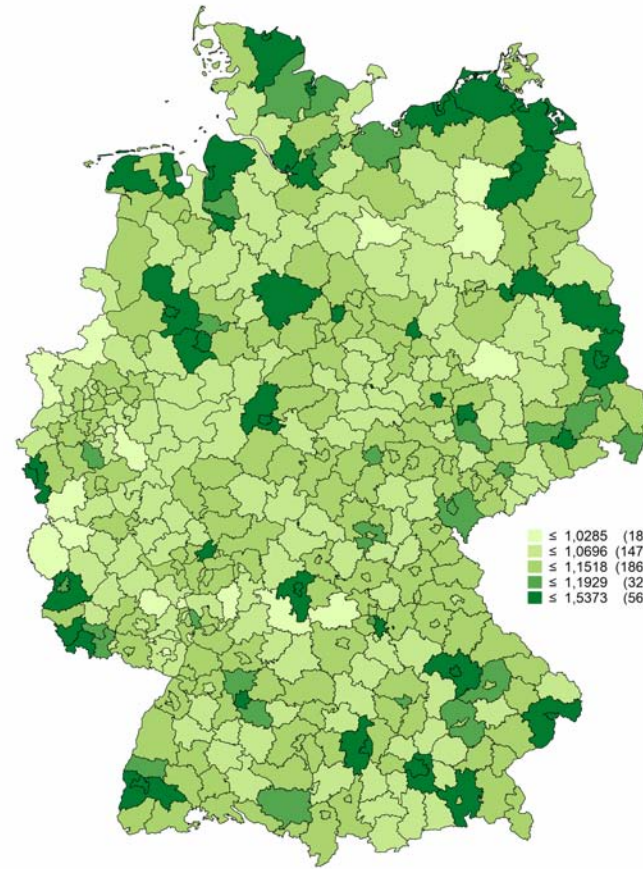 ≤ 1,0285 (18
≤ 1,0696 (147
≤ 1,1518 (186
≤ 1,1929 (32
≤ 1,5373 (56